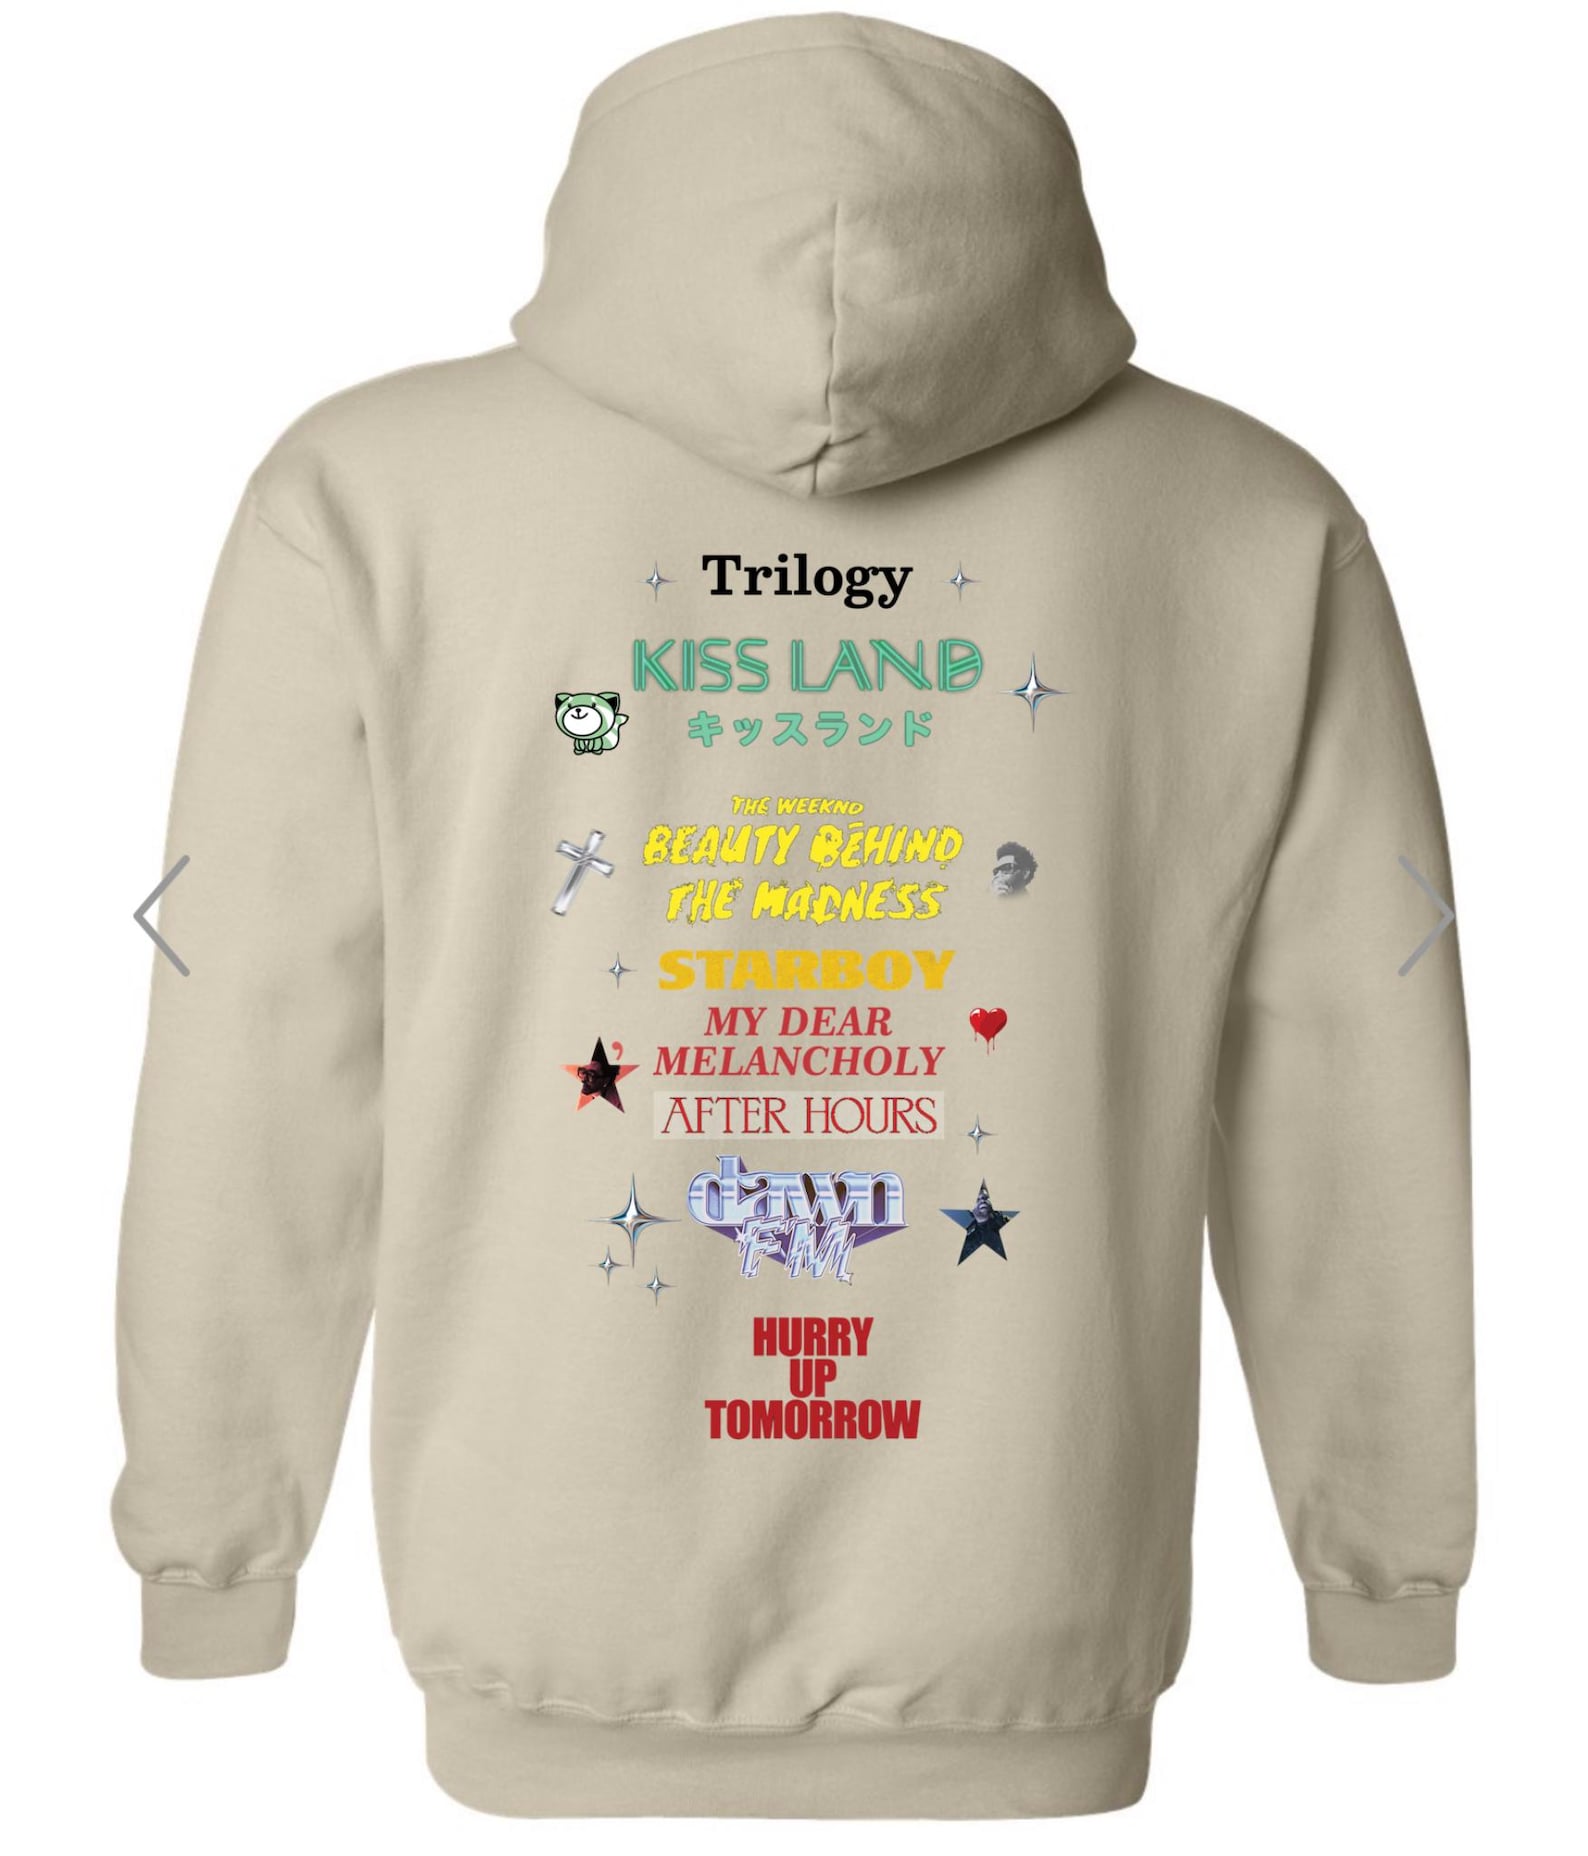 Trilogy
KISS LAND
キッスランド
THE WEEKND
BEAUTY BEHIND
THE MADNESS
STARBOY
MY DEAR
MELANCHOLY
,
AFTER HOURS
dawn
FM
HURRY
UP
TOMORROW